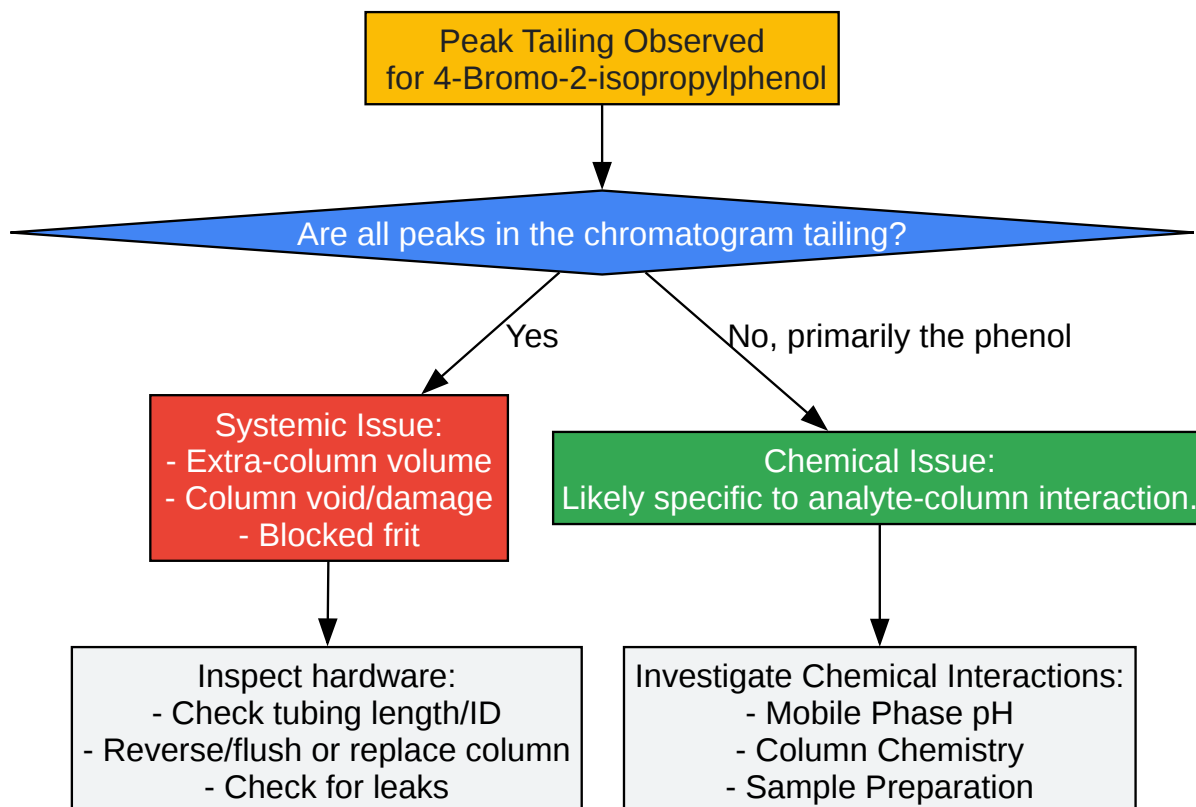 Peak Tailing Observed
for 4-Bromo-2-isopropylphenol
Are all peaks in the chromatogram tailing?
Yes
No, primarily the phenol
Systemic Issue:
- Extra-column volume
- Column void/damage
- Blocked frit
Chemical Issue:
Likely specific to analyte-column interaction.
Inspect hardware:
- Check tubing length/ID
- Reverse/flush or replace column
- Check for leaks
Investigate Chemical Interactions:
- Mobile Phase pH
- Column Chemistry
- Sample Preparation